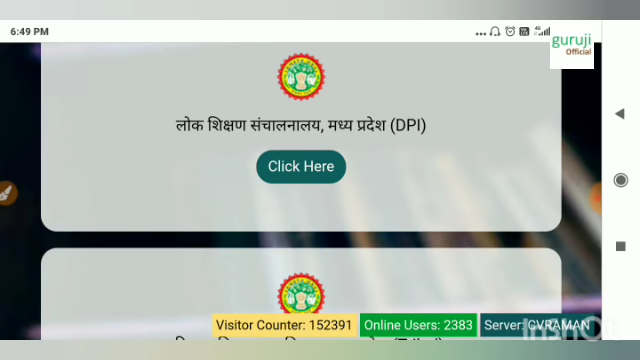 6:49 PM
guruji
Official
लोक शिक्षण संचालनालय, मध्य प्रदेश (DPI)
Click Here
Visitor Counter: 152391
Online Users: 2383
Server: CVRAMAN
InShOt